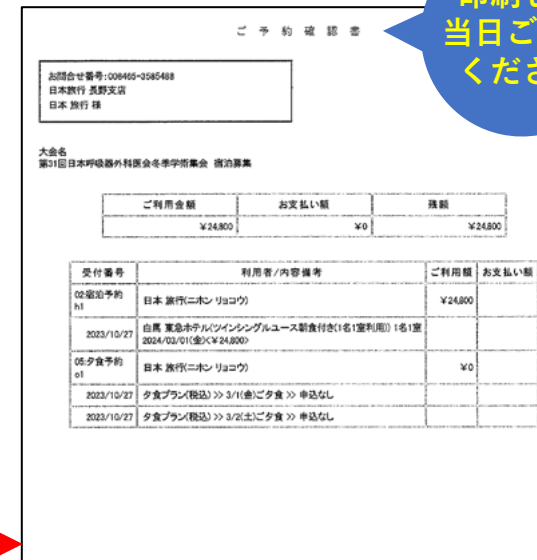 ご予約確認書
当日ご
くださ
お問合せ番号:008465-3585488
日本旅行 長野支店
日本 旅行 様
大会名
第31回日本呼吸器外科医会冬季学術集会 宿泊募集
ご利用金額 お支払い額 残額
¥24,800 ¥0 ¥24,800
受付番号 利用者/内容備考 ご利用額 お支払い額
02:宿泊予約 日本 旅行(ニホン リョコウ) ¥24,800
h1
2023/10/27 白馬 東急ホテル(ツインシングルユース朝食付き(1名1室利用)) 1名1室
2024/03/01(金)<¥24,800>
05:夕食予約 日本 旅行(ニホン リョコウ) ¥0
o1
2023/10/27 夕食プラン(税込) >> 3/1(金)ご夕食 >> 申込なし
2023/10/27 夕食プラン(税込) >> 3/2(土)ご夕食 >> 申込なし